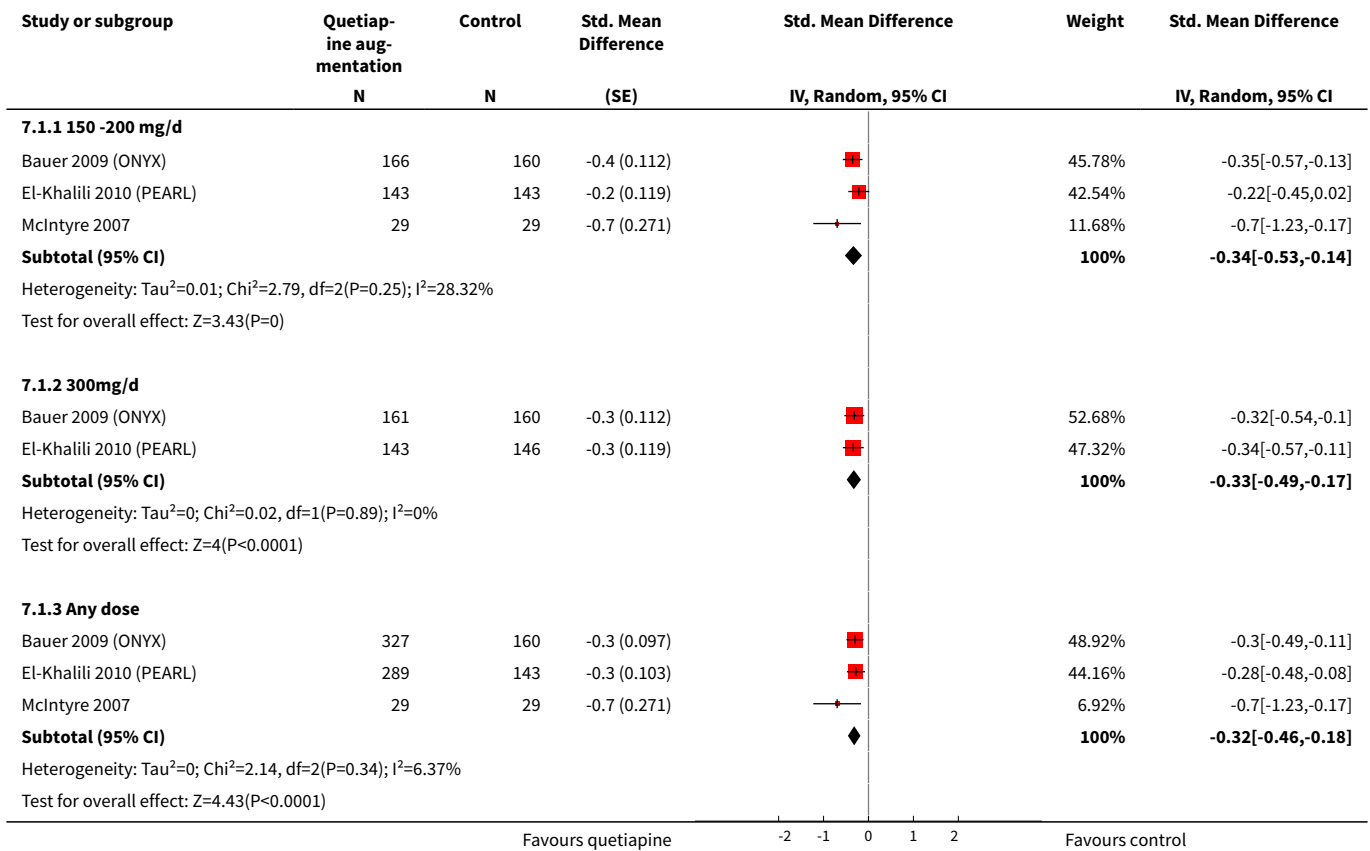 Study or subgroup Quetiap- Control Std. Mean Std. Mean Difference Weight Std. Mean Difference
ine aug- Difference
mentation
N N (SE) IV, Random, 95% CI IV, Random, 95% CI
7.1.1 150 -200 mg/d
Bauer 2009 (ONYX) 166 160 -0.4 (0.112) 45.78% -0.35[-0.57,-0.13]
El-Khalili 2010 (PEARL) 143 143 -0.2 (0.119) 42.54% -0.22[-0.45,0.02]
McIntyre 2007 29 29 -0.7 (0.271) 11.68% -0.7[-1.23,-0.17]
Subtotal (95% CI) 100% -0.34[-0.53,-0.14]
Heterogeneity: Tau²=0.01; Chi²=2.79, df=2(P=0.25); I²=28.32%
Test for overall effect: Z=3.43(P=0)
7.1.2 300mg/d
Bauer 2009 (ONYX) 161 160 -0.3 (0.112) 52.68% -0.32[-0.54,-0.1]
El-Khalili 2010 (PEARL) 143 146 -0.3 (0.119) 47.32% -0.34[-0.57,-0.11]
Subtotal (95% CI) 100% -0.33[-0.49,-0.17]
Heterogeneity: Tau²=0; Chi²=0.02, df=1(P=0.89); I²=0%
Test for overall effect: Z=4(P<0.0001)
7.1.3 Any dose
Bauer 2009 (ONYX) 327 160 -0.3 (0.097) 48.92% -0.3[-0.49,-0.11]
El-Khalili 2010 (PEARL) 289 143 -0.3 (0.103) 44.16% -0.28[-0.48,-0.08]
McIntyre 2007 29 29 -0.7 (0.271) 6.92% -0.7[-1.23,-0.17]
Subtotal (95% CI) 100% -0.32[-0.46,-0.18]
Heterogeneity: Tau²=0; Chi²=2.14, df=2(P=0.34); I²=6.37%
Test for overall effect: Z=4.43(P<0.0001)
Favours quetiapine -2 -1 0 1 2 Favours control